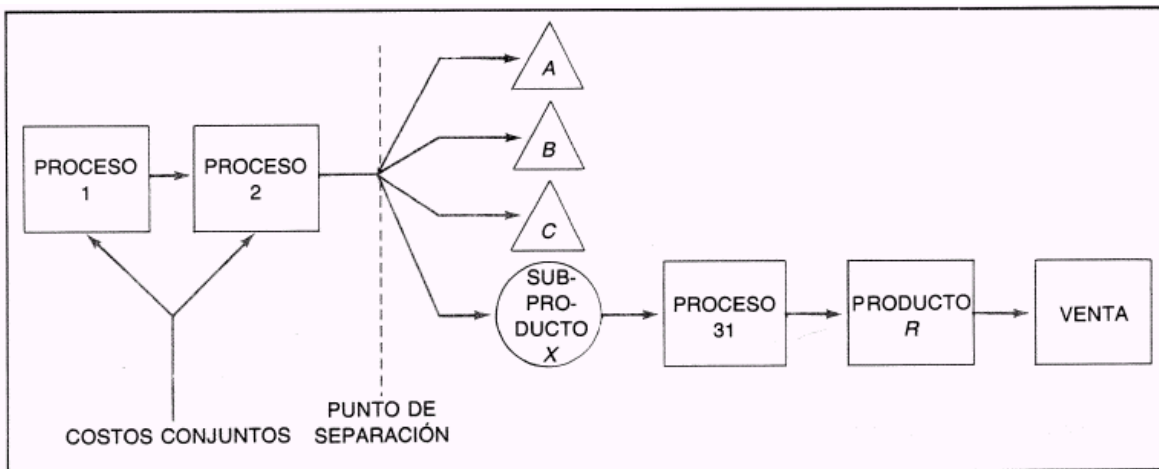 A
PROCESO
1
PROCESO
2
B
C
SUB-
PRO-
DUCTO
X
PROCESO
31
PRODUCTO
R
VENTA
COSTOS CONJUNTOS
PUNTO DE
SEPARACIÓN